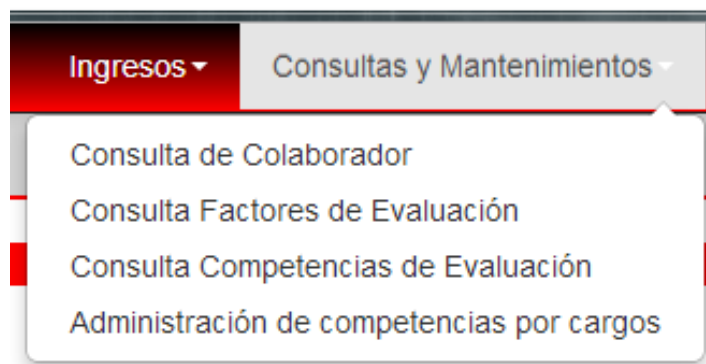 Ingresos Consultas y Mantenimientos
Consulta de Colaborador
Consulta Factores de Evaluación
Consulta Competencias de Evaluación
Administración de competencias por cargos